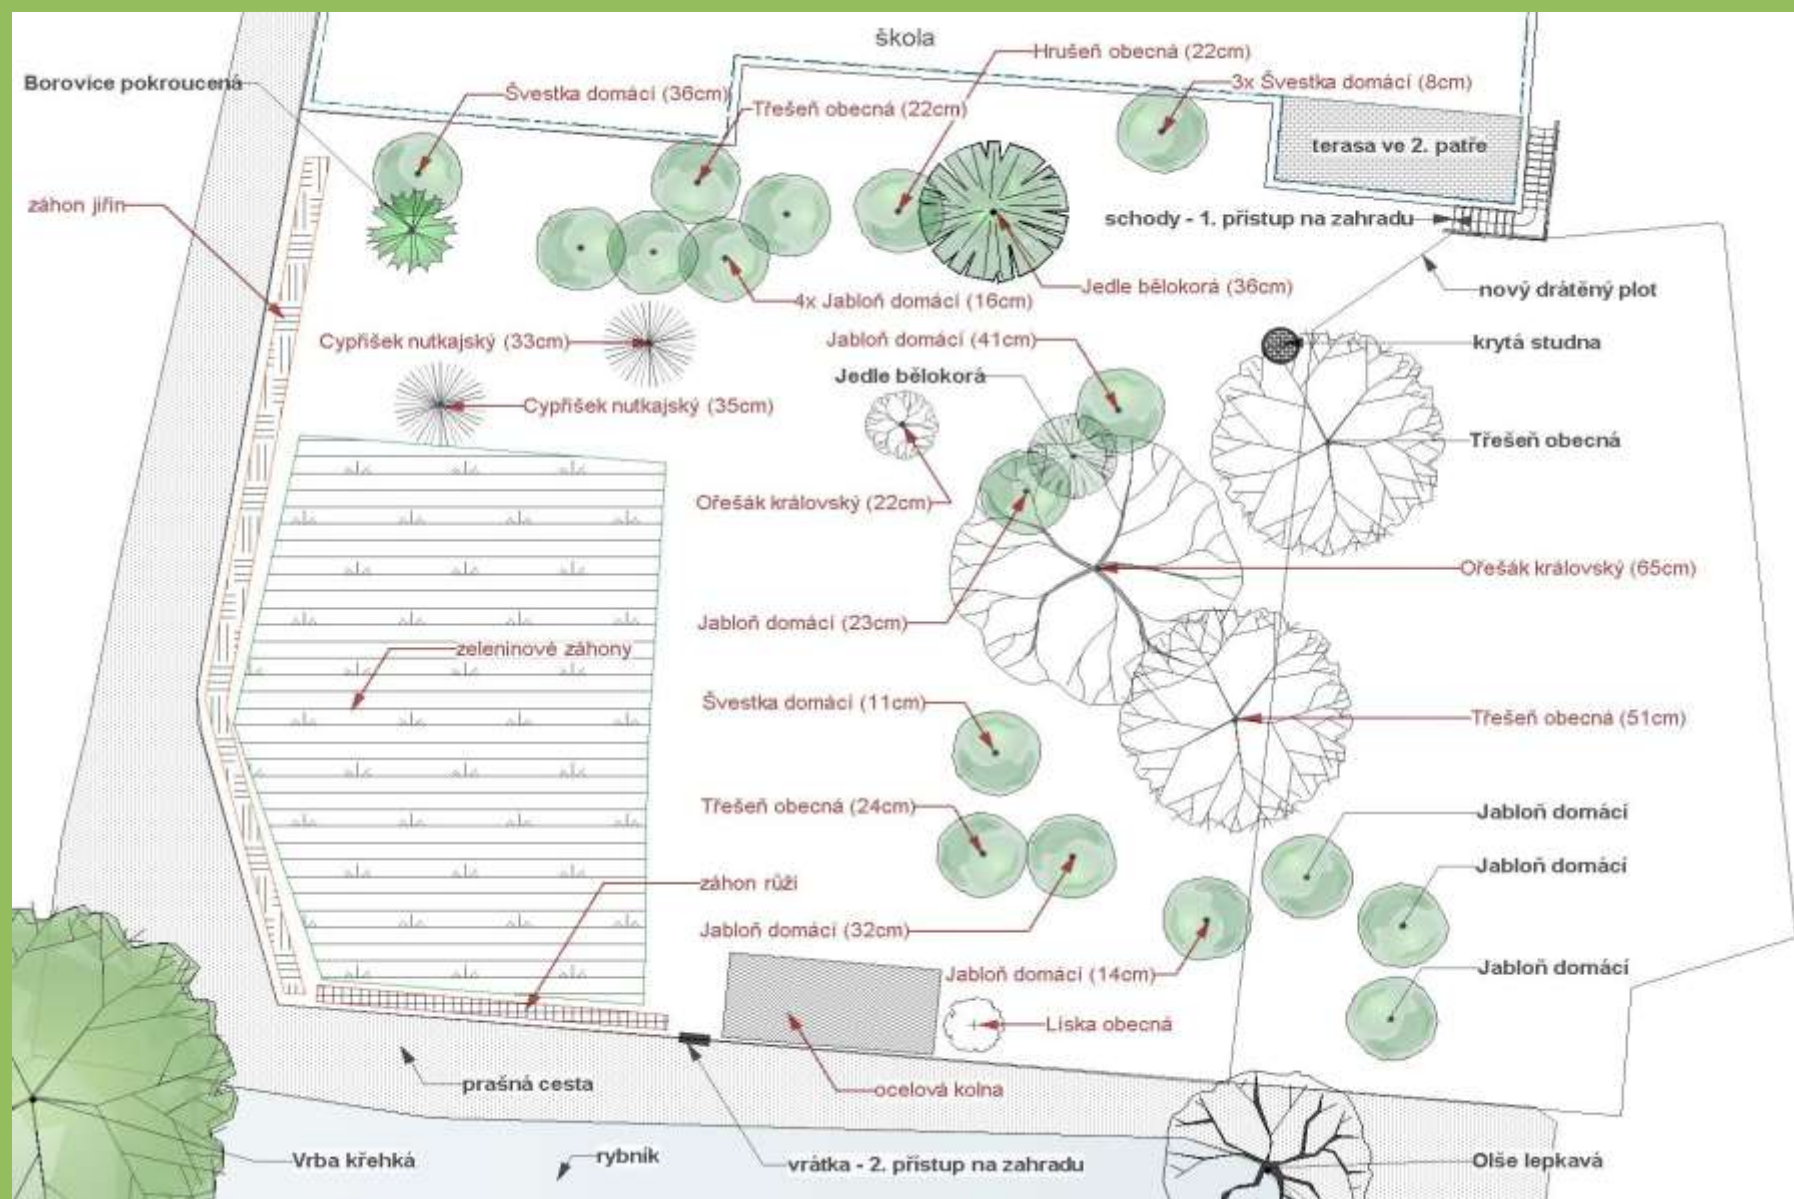 škola
Hrušeň obecná (22cm)
Borovice pokroucená
Švestka domácí (36cm)
3x Švestka domácí (8cm)
Třešeň obecná (22cm)
terasa ve 2. patře
záhon jiřin
schody - 1. přístup na zahradu
4x Jabloň domácí (16cm)
Jedle bělokorá (36cm)
nový drátěný plot
Cypřišek nutkajský (33cm)
Jabloň domácí (41cm)
krytá studna
Jedle bělokorá
Cypřišek nutkajský (35cm)
Třešeň obecná
Ořešák královský (22cm)
Ořešák královský (65cm)
Jabloň domácí (23cm)
zeleninové záhony
Švestka domácí (11cm)
Třešeň obecná (51cm)
Třešeň obecná (24cm)
Jabloň domácí
Jabloň domácí
záhon růží
Jabloň domácí (32cm)
Jabloň domácí (14cm)
Jabloň domácí
Líska obecná
prašná cesta
ocelová kolna
Vrba křehká
rybník
vrátka - 2. přístup na zahradu
Olše lepkavá